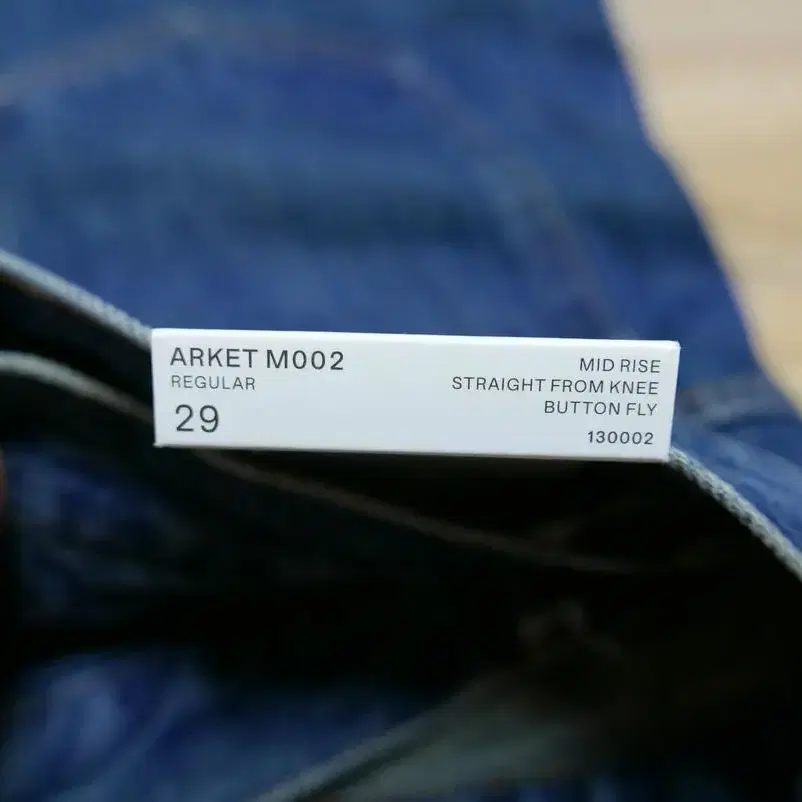 ARKET M002
REGULAR
29
MID RISE
STRAIGHT FROM KNEE
BUTTON FLY
130002